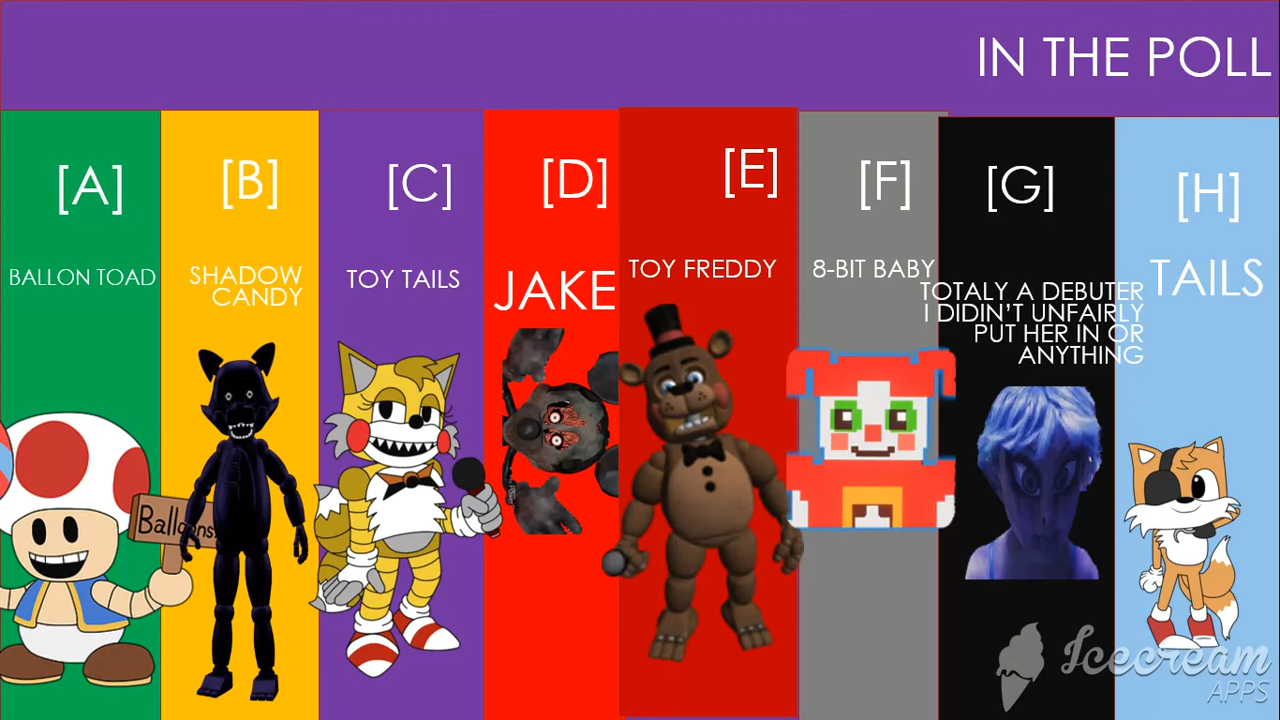 IN THE POLL
[A]
BALLON TOAD
Balloons!
[B]
SHADOW
CANDY
[C]
TOY TAILS
[D]
JAKE
[E]
TOY FREDDY
[F]
8-BIT BABY
[G]
TOTALY A DEBUTER
I DIDIN'T UNFAIRLY
PUT HER IN OR
ANYTHING
[H]
TAILS
Icecream
APPS